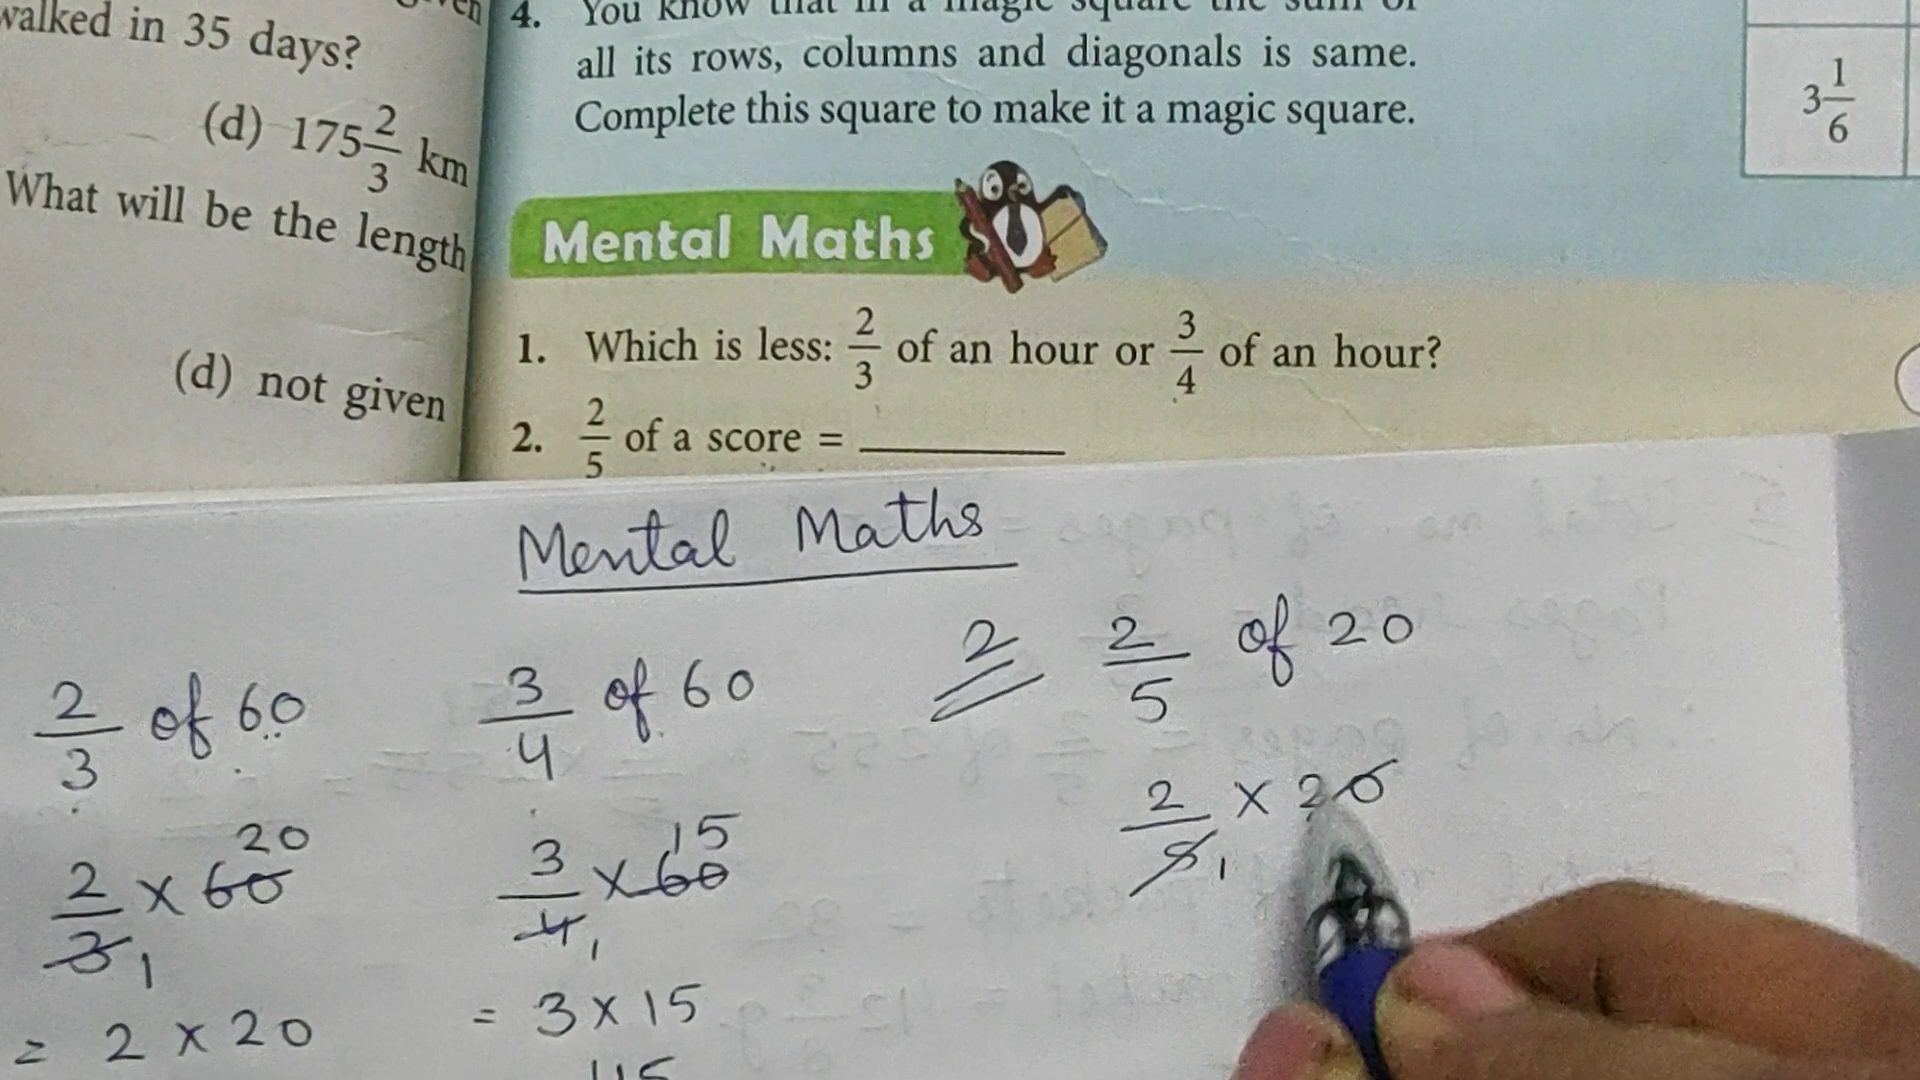 walked in 35 days?
(d) 175 2/3 km
What will be the length
(d) not given
4. You know that in a magic square the sum of
all its rows, columns and diagonals is same.
Complete this square to make it a magic square.
3 1/6
Mental Maths
1. Which is less: 2/3 of an hour or 3/4 of an hour?
2. 2/5 of a score = ________
Mental Maths
2/3 of 60
20
2/3 × 60
1
= 2 × 20
3/4 of 60
15
3/4 × 60
1
= 3 × 15
45
2 2/5 of 20
2/5 × 20
1